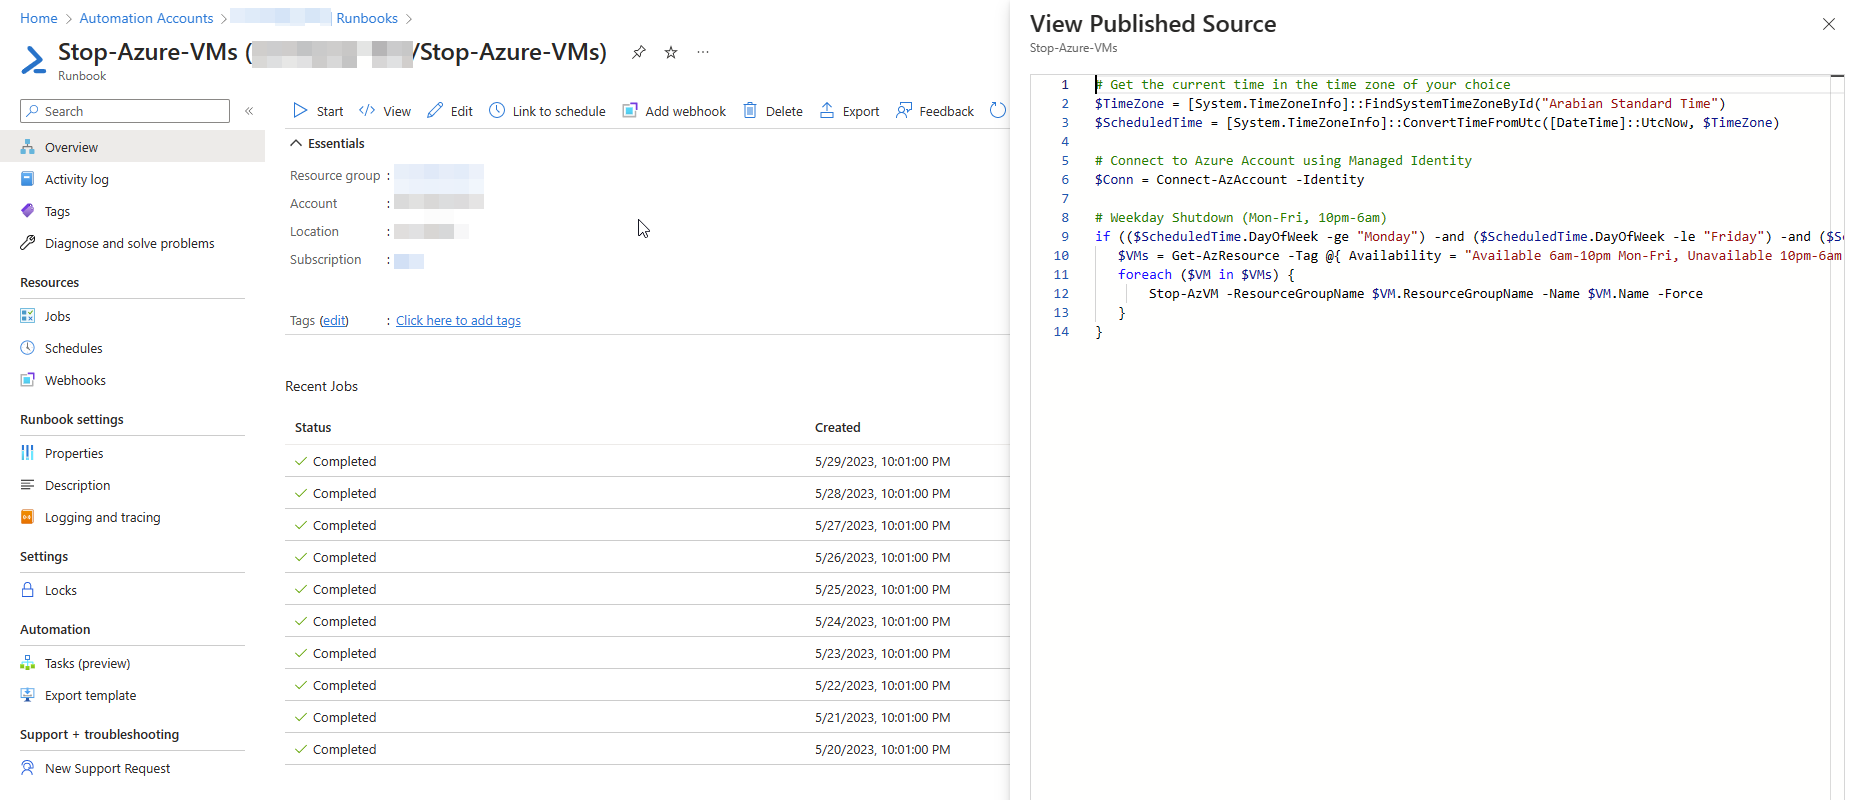 Home > Automation Accounts > Runbooks >
Stop-Azure-VMs ( /Stop-Azure-VMs)
Runbook
Search
Overview
Activity log
Tags
Diagnose and solve problems
Resources
Jobs
Schedules
Webhooks
Runbook settings
Properties
Description
Logging and tracing
Settings
Locks
Automation
Tasks (preview)
Export template
Support + troubleshooting
New Support Request
Start View Edit Link to schedule Add webhook Delete Export Feedback
Essentials
Resource group :
Account :
Location :
Subscription :
Tags (edit) : Click here to add tags
Recent Jobs
Status Created
Completed 5/29/2023, 10:01:00 PM
Completed 5/28/2023, 10:01:00 PM
Completed 5/27/2023, 10:01:00 PM
Completed 5/26/2023, 10:01:00 PM
Completed 5/25/2023, 10:01:00 PM
Completed 5/24/2023, 10:01:00 PM
Completed 5/23/2023, 10:01:00 PM
Completed 5/22/2023, 10:01:00 PM
Completed 5/21/2023, 10:01:00 PM
Completed 5/20/2023, 10:01:00 PM
View Published Source
Stop-Azure-VMs
1 # Get the current time in the time zone of your choice
2 $TimeZone = [System.TimeZoneInfo]::FindSystemTimeZoneById("Arabian Standard Time")
3 $ScheduledTime = [System.TimeZoneInfo]::ConvertTimeFromUtc([DateTime]::UtcNow, $TimeZone)
4
5 # Connect to Azure Account using Managed Identity
6 $Conn = Connect-AzAccount -Identity
7
8 # Weekday Shutdown (Mon-Fri, 10pm-6am)
9 if (($ScheduledTime.DayOfWeek -ge "Monday") -and ($ScheduledTime.DayOfWeek -le "Friday") -and ($Sc
10 $VMs = Get-AzResource -Tag @{ Availability = "Available 6am-10pm Mon-Fri, Unavailable 10pm-6am
11 foreach ($VM in $VMs) {
12 Stop-AzVM -ResourceGroupName $VM.ResourceGroupName -Name $VM.Name -Force
13 }
14 }